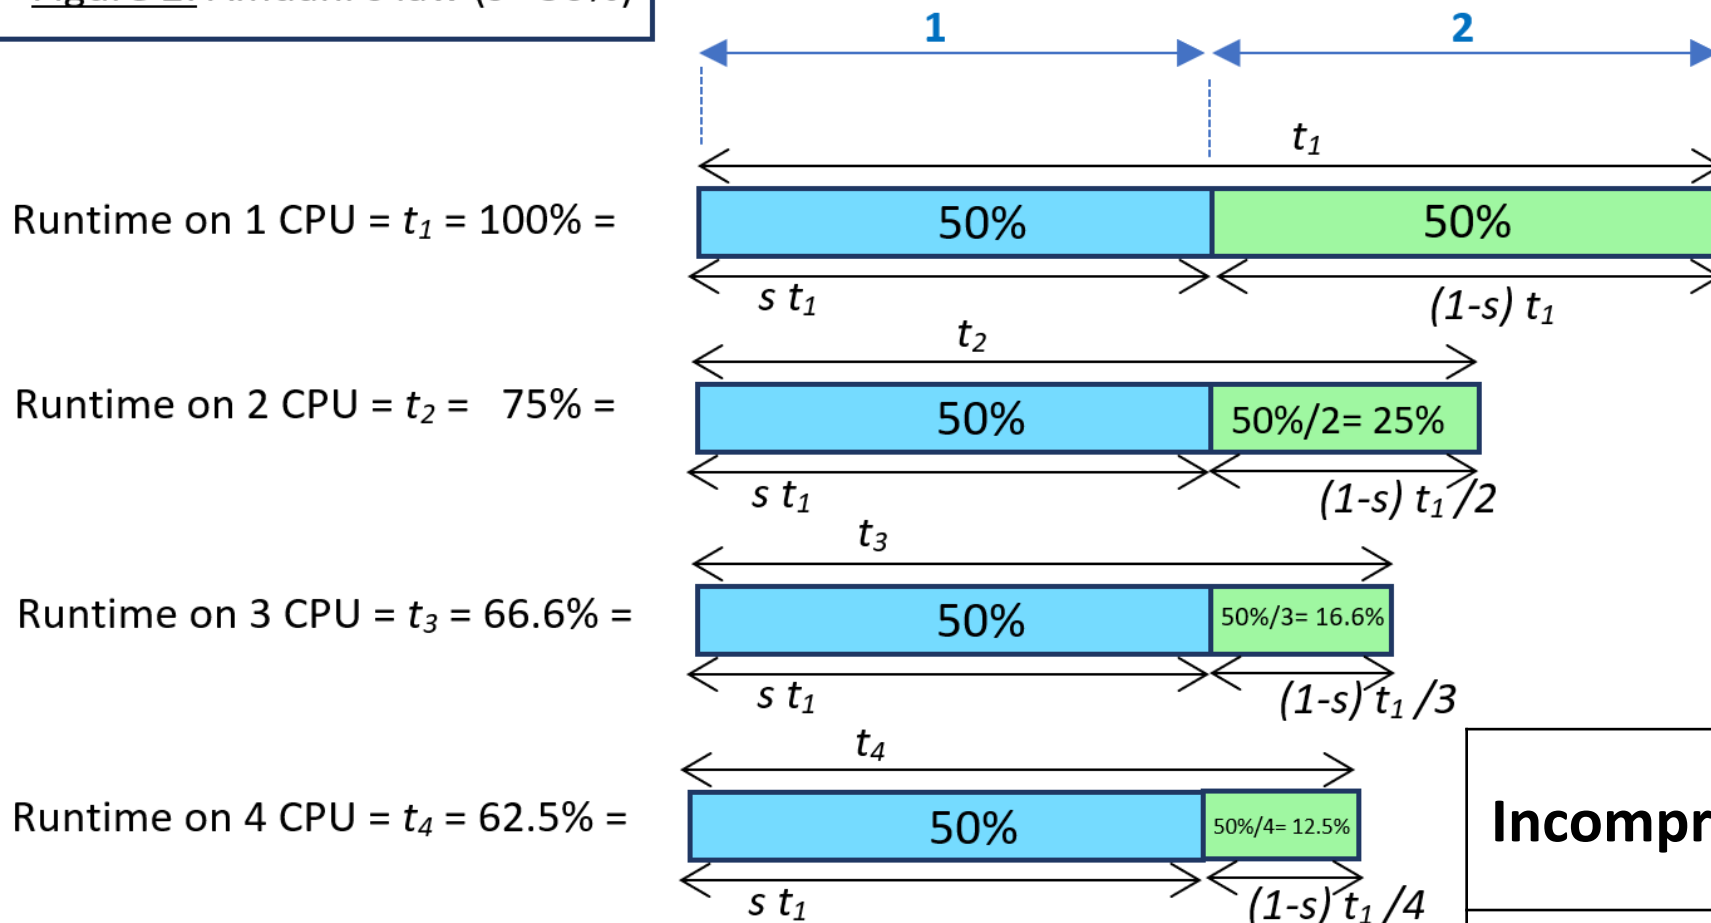 1 2
t₁
Runtime on 1 CPU = t₁ = 100% = 50% 50%
s t₁ (1-s) t₁
t₂
Runtime on 2 CPU = t₂ = 75% = 50% 50%/2= 25%
s t₁ (1-s) t₁ /2
t₃
Runtime on 3 CPU = t₃ = 66.6% = 50% 50%/3= 16.6%
s t₁ (1-s) t₁ /3
t₄
Runtime on 4 CPU = t₄ = 62.5% = 50% 50%/4= 12.5%
Incompr
s t₁ (1-s) t₁ /4